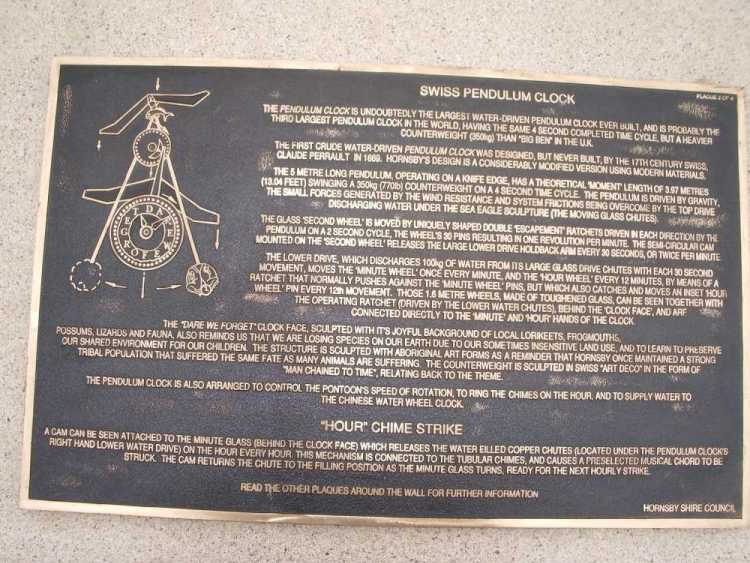 SWISS PENDULUM CLOCK
PLAQUE 2 OF 4
THE PENDULUM CLOCK IS UNDOUBTEDLY THE LARGEST WATER-DRIVEN PENDULUM CLOCK EVER BUILT, AND IS PROBABLY THE
THIRD LARGEST PENDULUM CLOCK IN THE WORLD, HAVING THE SAME 4 SECOND COMPLETED TIME CYCLE, BUT A HEAVIER
COUNTERWEIGHT (350kg) THAN "BIG BEN" IN THE U.K.
THE FIRST CRUDE WATER-DRIVEN PENDULUM CLOCK WAS DESIGNED, BUT NEVER BUILT, BY THE 17TH CENTURY SWISS,
CLAUDE PERRAULT IN 1669. HORNSBY'S DESIGN IS A CONSIDERABLY MODIFIED VERSION USING MODERN MATERIALS.
THE 5 METRE LONG PENDULUM, OPERATING ON A KNIFE EDGE, HAS A THEORETICAL 'MOMENT' LENGTH OF 3.97 METRES
(13.04 FEET) SWINGING A 350kg (770lb) COUNTERWEIGHT ON A 4 SECOND TIME CYCLE. THE PENDULUM IS DRIVEN BY GRAVITY,
THE SMALL FORCES GENERATED BY THE WIND RESISTANCE AND SYSTEM FRICTIONS BEING OVERCOME BY THE TOP DRIVE
DISCHARGING WATER UNDER THE SEA EAGLE SCULPTURE (THE MOVING GLASS CHUTES).
THE GLASS 'SECOND WHEEL' IS MOVED BY UNIQUELY SHAPED DOUBLE "ESCAPEMENT" RATCHETS DRIVEN IN EACH DIRECTION BY THE
PENDULUM ON A 2 SECOND CYCLE, THE WHEEL'S 30 PINS RESULTING IN ONE REVOLUTION PER MINUTE. THE SEMI-CIRCULAR CAM
MOUNTED ON THE 'SECOND WHEEL' RELEASES THE LARGE LOWER DRIVE HOLDBACK ARM EVERY 30 SECONDS, OR TWICE PER MINUTE
THE LOWER DRIVE, WHICH DISCHARGES 100kg OF WATER FROM ITS LARGE GLASS DRIVE CHUTES WITH EACH 30 SECOND
MOVEMENT, MOVES THE 'MINUTE WHEEL' ONCE EVERY MINUTE, AND THE 'HOUR WHEEL' EVERY 12 MINUTES, BY MEANS OF A
RATCHET THAT NORMALLY PUSHES AGAINST THE 'MINUTE WHEEL' PINS, BUT WHICH ALSO CATCHES AND MOVES AN INSET 'HOUR
WHEEL' PIN EVERY 12th MOVEMENT. THOSE 1.6 METRE WHEELS, MADE OF TOUGHENED GLASS, CAN BE SEEN TOGETHER WITH
THE OPERATING RATCHET (DRIVEN BY THE LOWER WATER CHUTES), BEHIND THE 'CLOCK FACE', AND ARE
CONNECTED DIRECTLY TO THE 'MINUTE' AND 'HOUR' HANDS OF THE CLOCK
THE "DARE WE FORGET" CLOCK FACE, SCULPTED WITH IT'S JOYFUL BACKGROUND OF LOCAL LORIKEETS, FROGMOUTHS,
POSSUMS, LIZARDS AND FAUNA, ALSO REMINDS US THAT WE ARE LOSING SPECIES ON OUR EARTH DUE TO OUR SOMETIMES INSENSITIVE LAND USE, AND TO LEARN TO PRESERVE
OUR SHARED ENVIRONMENT FOR OUR CHILDREN. THE STRUCTURE IS SCULPTED WITH ABORIGINAL ART FORMS AS A REMINDER THAT HORNSBY ONCE MAINTAINED A STRONG
TRIBAL POPULATION THAT SUFFERED THE SAME FATE AS MANY ANIMALS ARE SUFFERING. THE COUNTERWEIGHT IS SCULPTED IN SWISS "ART DECO" IN THE FORM OF
"MAN CHAINED TO TIME", RELATING BACK TO THE THEME.
THE PENDULUM CLOCK IS ALSO ARRANGED TO CONTROL THE PONTOON'S SPEED OF ROTATION, TO RING THE CHIMES ON THE HOUR, AND TO SUPPLY WATER TO
THE CHINESE WATER WHEEL CLOCK.
"HOUR" CHIME STRIKE
A CAM CAN BE SEEN ATTACHED TO THE MINUTE GLASS (BEHIND THE CLOCK FACE) WHICH RELEASES THE WATER FILLED COPPER CHUTES (LOCATED UNDER THE PENDULUM CLOCK'S
RIGHT HAND LOWER WATER DRIVE) ON THE HOUR EVERY HOUR. THIS MECHANISM IS CONNECTED TO THE TUBULAR CHIMES, AND CAUSES A PRESELECTED MUSICAL CHORD TO BE
STRUCK. THE CAM RETURNS THE CHUTE TO THE FILLING POSITION AS THE MINUTE GLASS TURNS, READY FOR THE NEXT HOURLY STRIKE.
READ THE OTHER PLAQUES AROUND THE WALL FOR FURTHER INFORMATION
HORNSBY SHIRE COUNCIL